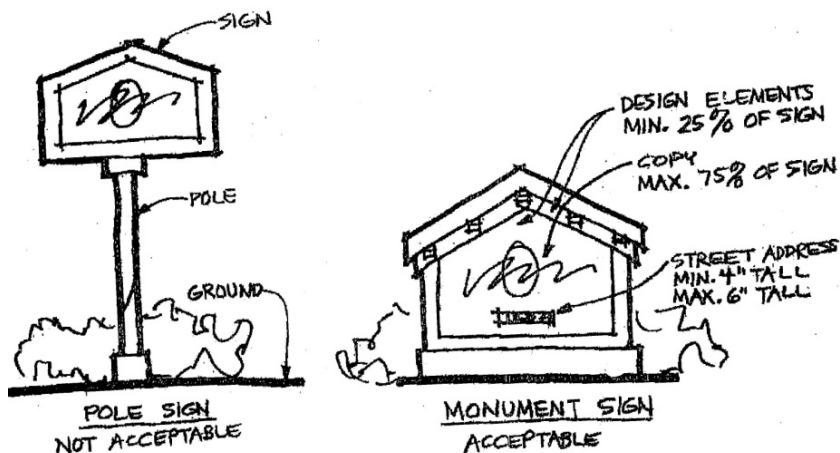 SIGN
POLE
GROUND
POLE SIGN
NOT ACCEPTABLE
DESIGN ELEMENTS
MIN. 25% OF SIGN
COPY
MAX. 75% OF SIGN
STREET ADDRESS
MIN. 4" TALL
MAX. 6" TALL
MONUMENT SIGN
ACCEPTABLE